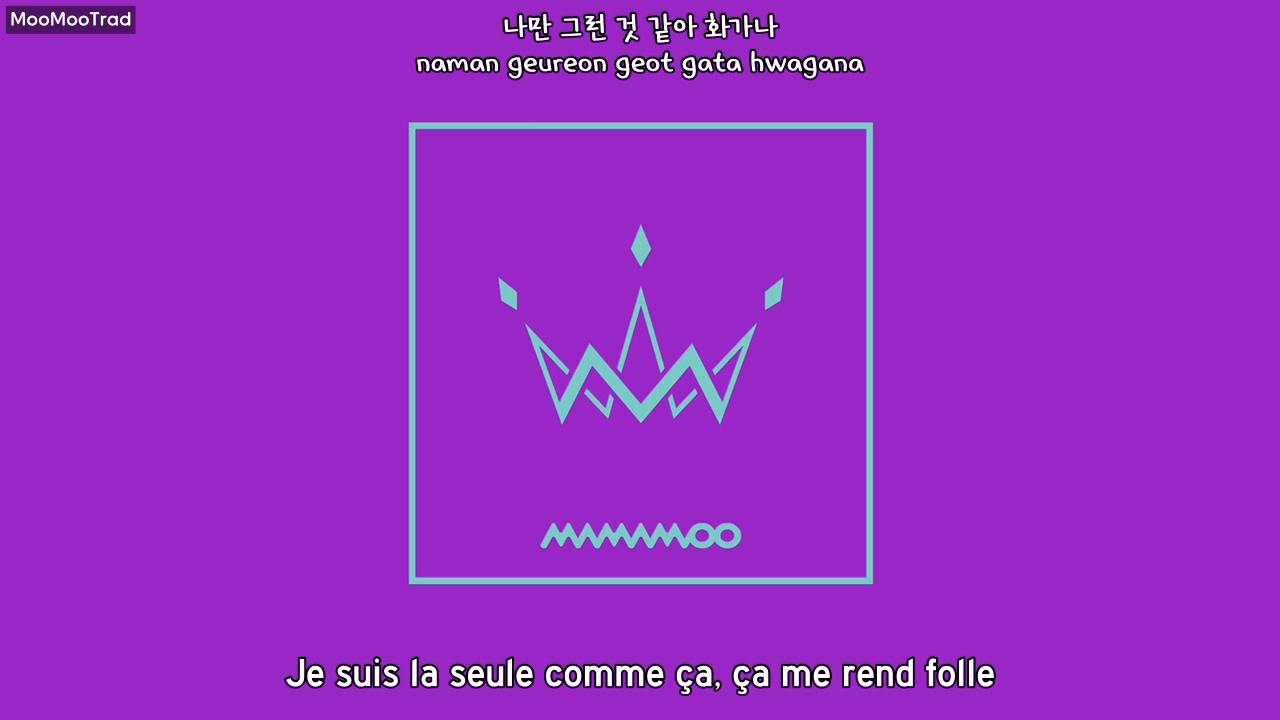 MooMooTrad
나만 그런 것 같아 화가나
naman geureon geot gata hwagana
MAMAMOO
Je suis la seule comme ça, ça me rend folle